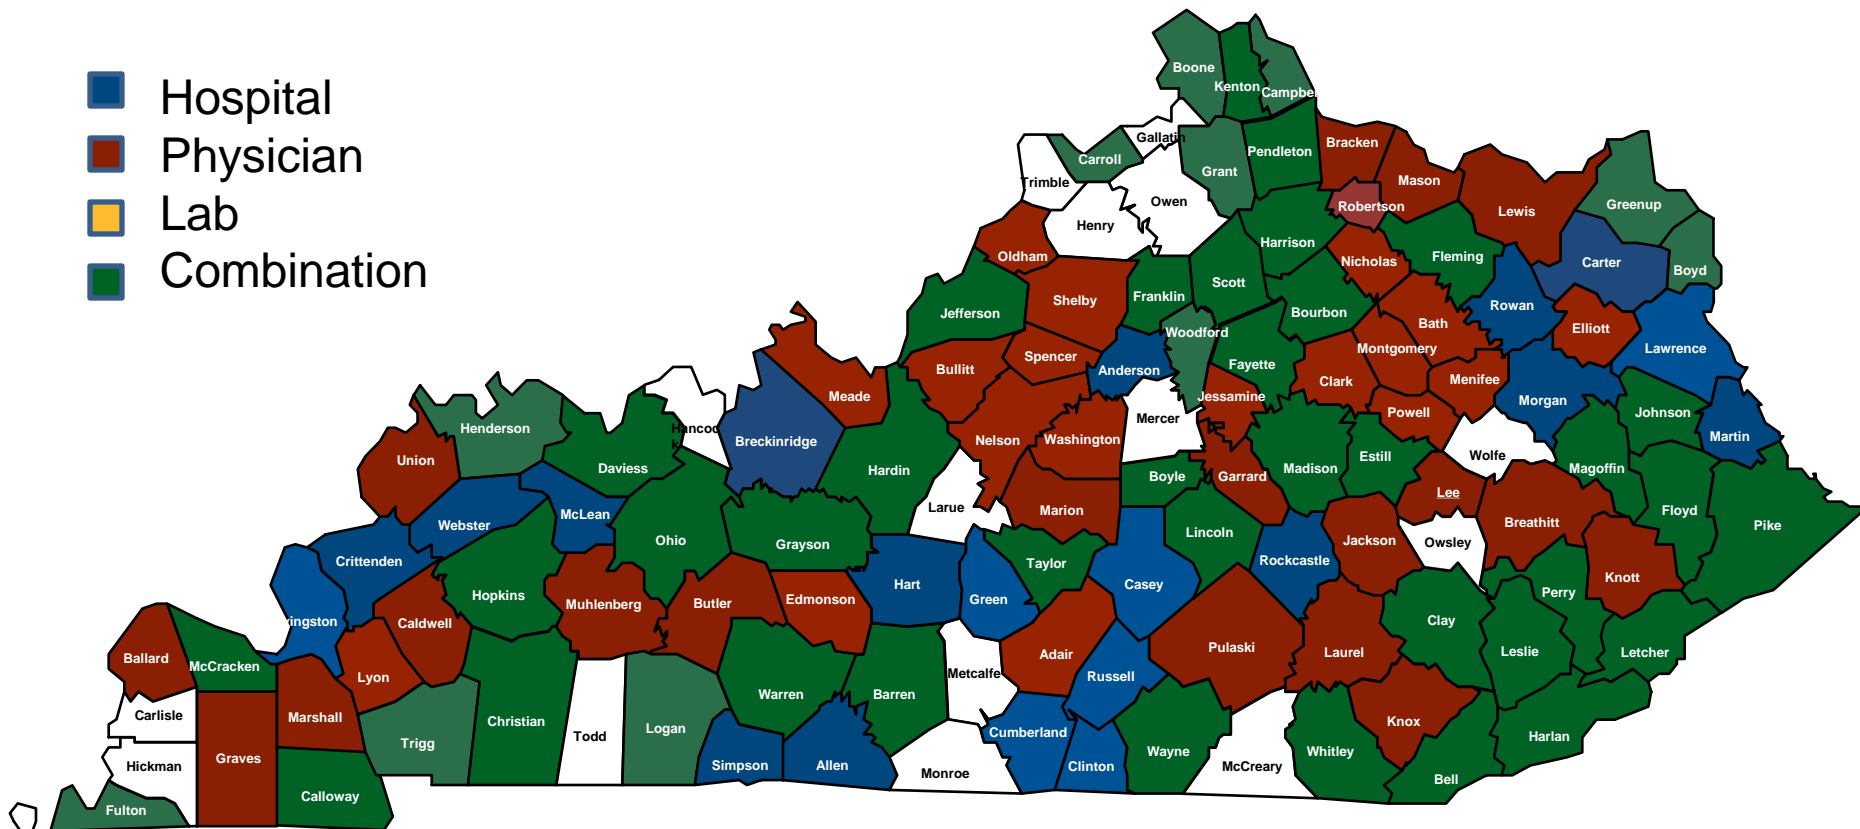 Hospital
Physician
Lab
Combination
Boone
Kenton
Campbe
Gallatin
Carroll
Grant
Pendleton
Bracken
Trimble
Owen
Mason
Robertson
Lewis
Greenup
Henry
Harrison
Oldham
Nicholas
Fleming
Carter
Boyd
Scott
Shelby
Franklin
Jefferson
Bourbon
Rowan
Bath
Elliott
Woodford
Lawrence
Montgomery
Spencer
Fayette
Bullitt
Anderson
Clark
Menifee
Meade
Jessamine
Morgan
Powell
Johnson
Mercer
Hancoc
k
Henderson
Breckinridge
Nelson
Washington
Martin
Union
Estill
Wolfe
Daviess
Hardin
Madison
Magoffin
Boyle
Garrard
Lee
Larue
Marion
Floyd
McLean
Webster
Breathitt
Pike
Lincoln
Ohio
Grayson
Jackson
Owsley
Crittenden
Rockcastle
Taylor
Knott
Hart
Casey
Hopkins
Green
Perry
Edmonson
Butler
Muhlenberg
ingston
Caldwell
Clay
Pulaski
Leslie
Laurel
Letcher
Adair
Ballard
McCracken
Metcalfe
Russell
Lyon
Warren
Barren
Carlisle
Marshall
Christian
Knox
Logan
Cumberland
Todd
Harlan
Trigg
Wayne
Whitley
Graves
Hickman
Simpson
Allen
Clinton
McCreary
Monroe
Bell
Calloway
Fulton